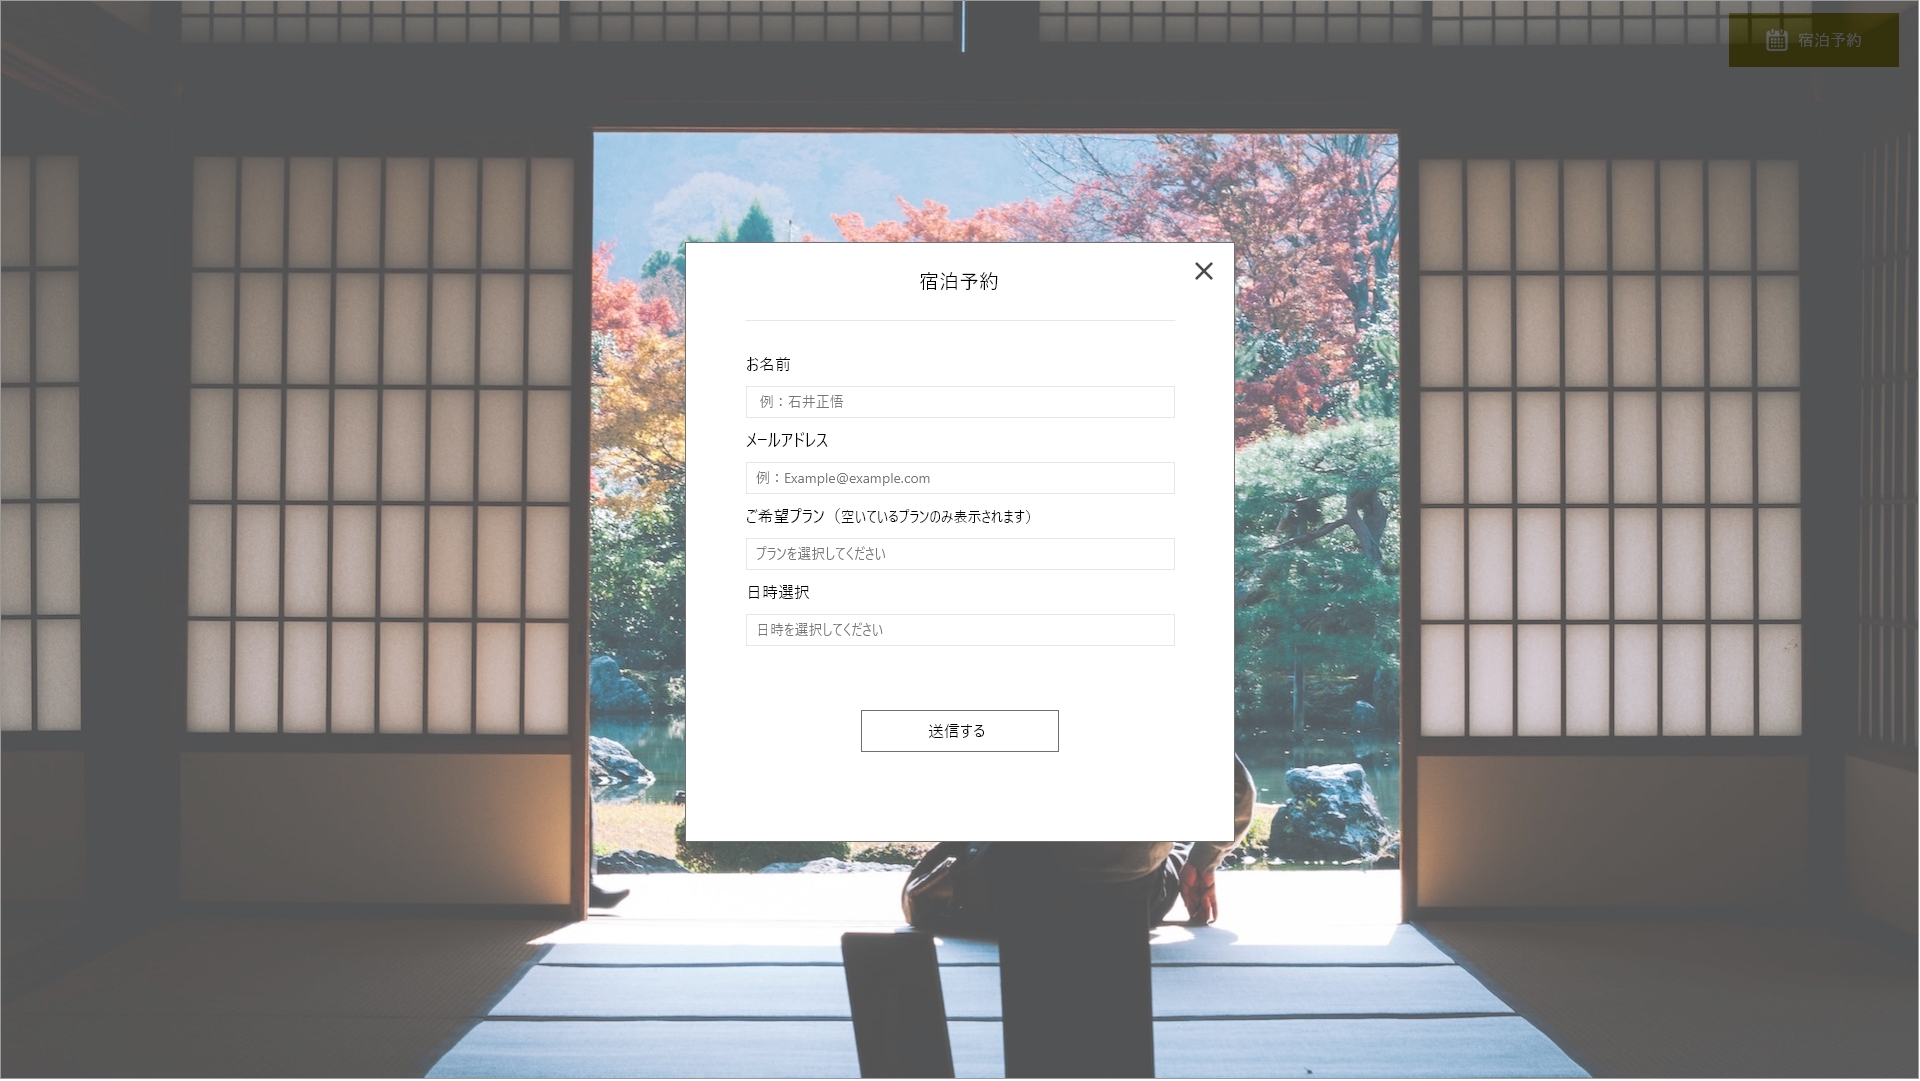 宿泊予約
宿泊予約
お名前
例：石井正悟
メールアドレス
例：Example@example.com
ご希望プラン（空いているプランのみ表示されます）
プランを選択してください
日時選択
日時を選択してください
送信する